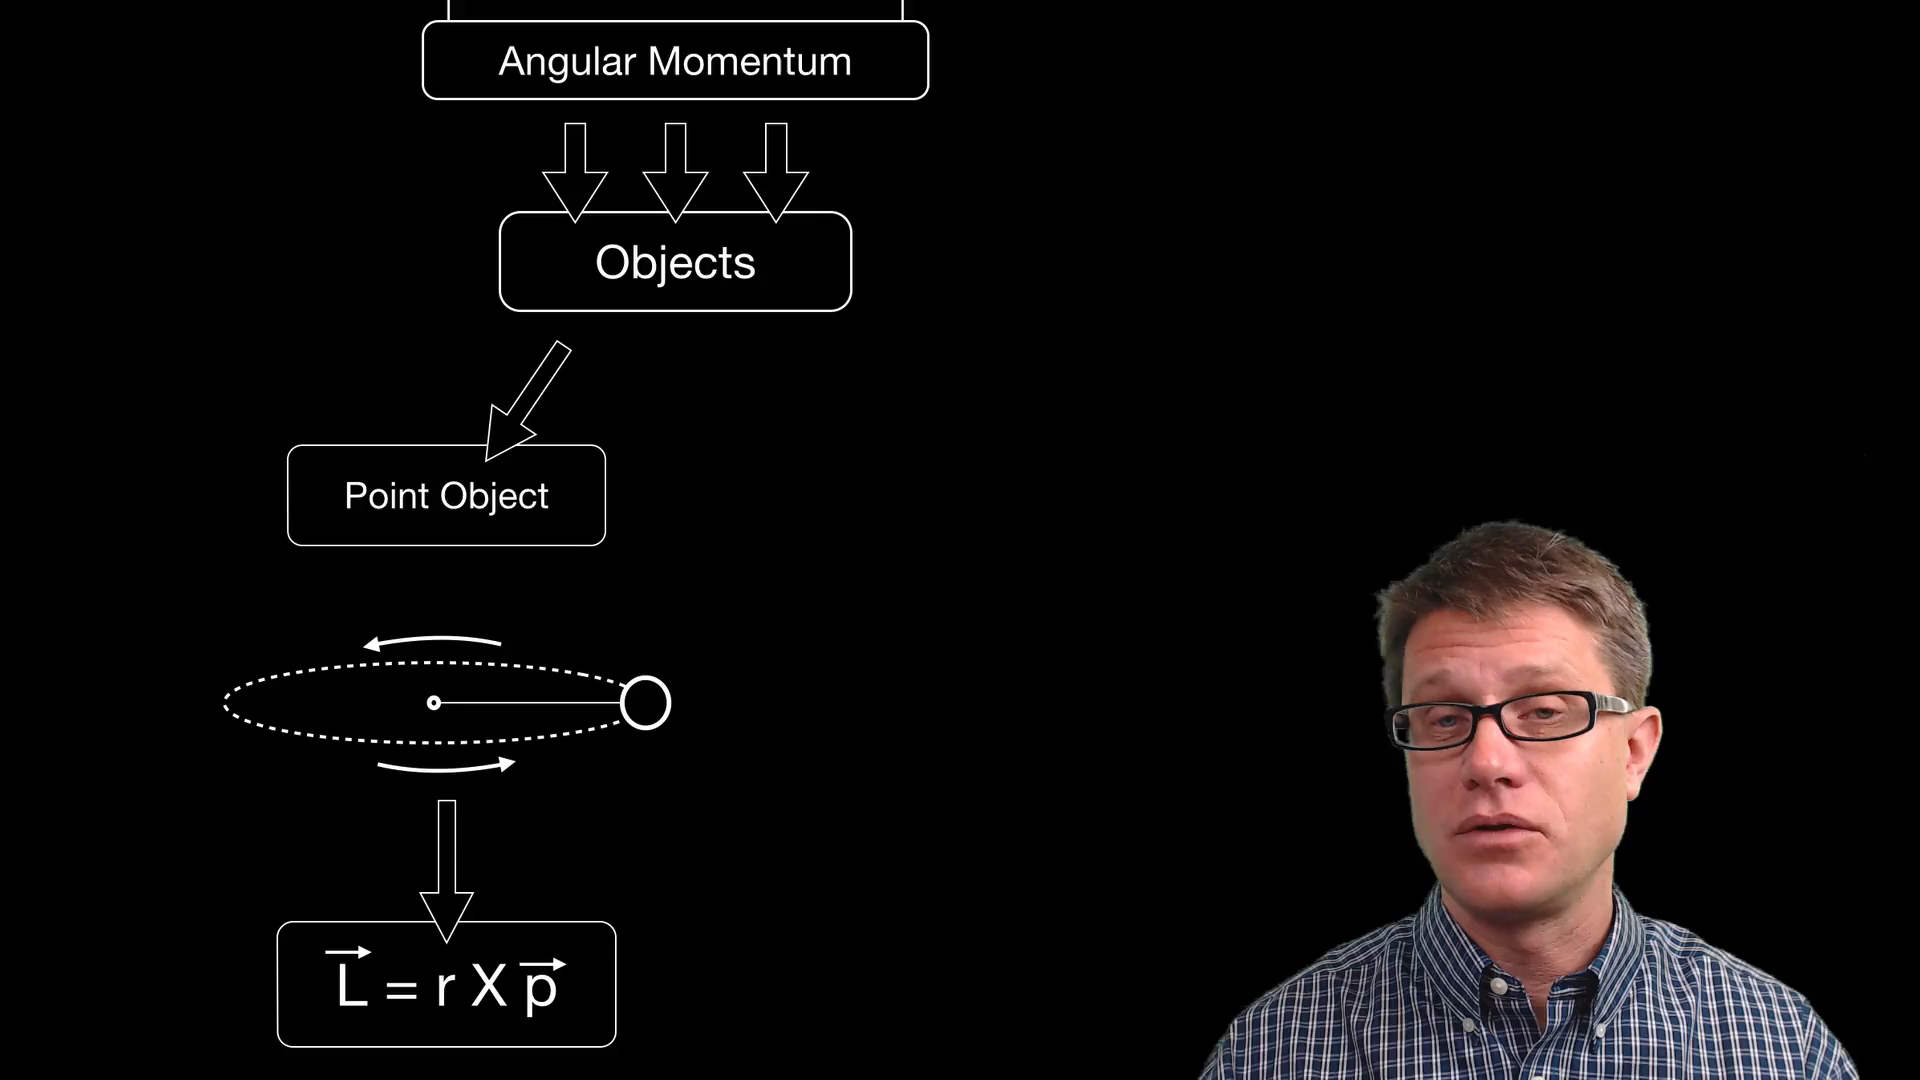 Angular Momentum
Objects
Point Object
L = r X p